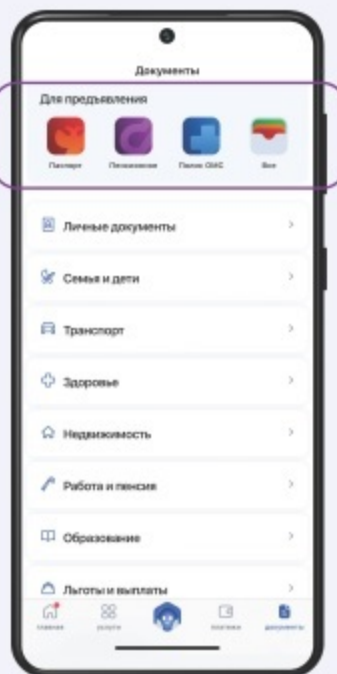 Документы
Для предъявления
Паспорт Пенсионное Полис ОМС Все
Личные документы
Семья и дети
Транспорт
Здоровье
Недвижимость
Работа и пенсия
Образование
Льготы и выплаты
главная услуги платежи документы